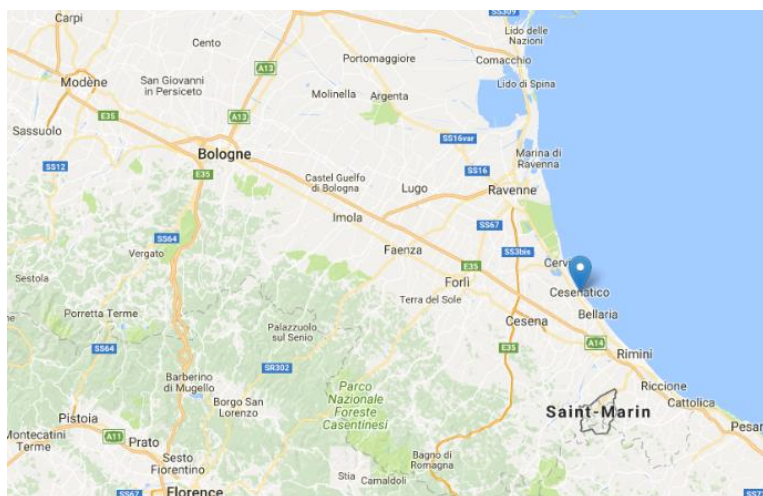 Carpi
SS309
Lido delle
Nazioni
Cento
Portomaggiore
Comacchio
A13
Modène
San Giovanni
in Persiceto
Molinella
Argenta
Lido di Spina
E35
A13
Sassuolo
SS16var
Bologne
Marina di
Ravenna
SS12
E35
SS16
Castel Guelfo
di Bologna
Lugo
Ravenne
Imola
SS67
SS64
Vergato
Faenza
SS3bis
Sestola
E35
Forlì
Cesenatico
Terra del Sole
Porretta Terme
Bellaria
Palazzuolo
sul Senio
Cesena
SS64
E35
A14
Rimini
SR302
Barberino
di Mugello
Parco
Nazionale
Foreste
Casentinesi
Riccione
Borgo San
Lorenzo
Cattolica
Saint-Marin
Pistoia
Montecatini
Terme
A11
Prato
Sesto
Fiorentino
Bagno di
Romagna
Stia
Camaldoli
SS67
Florence